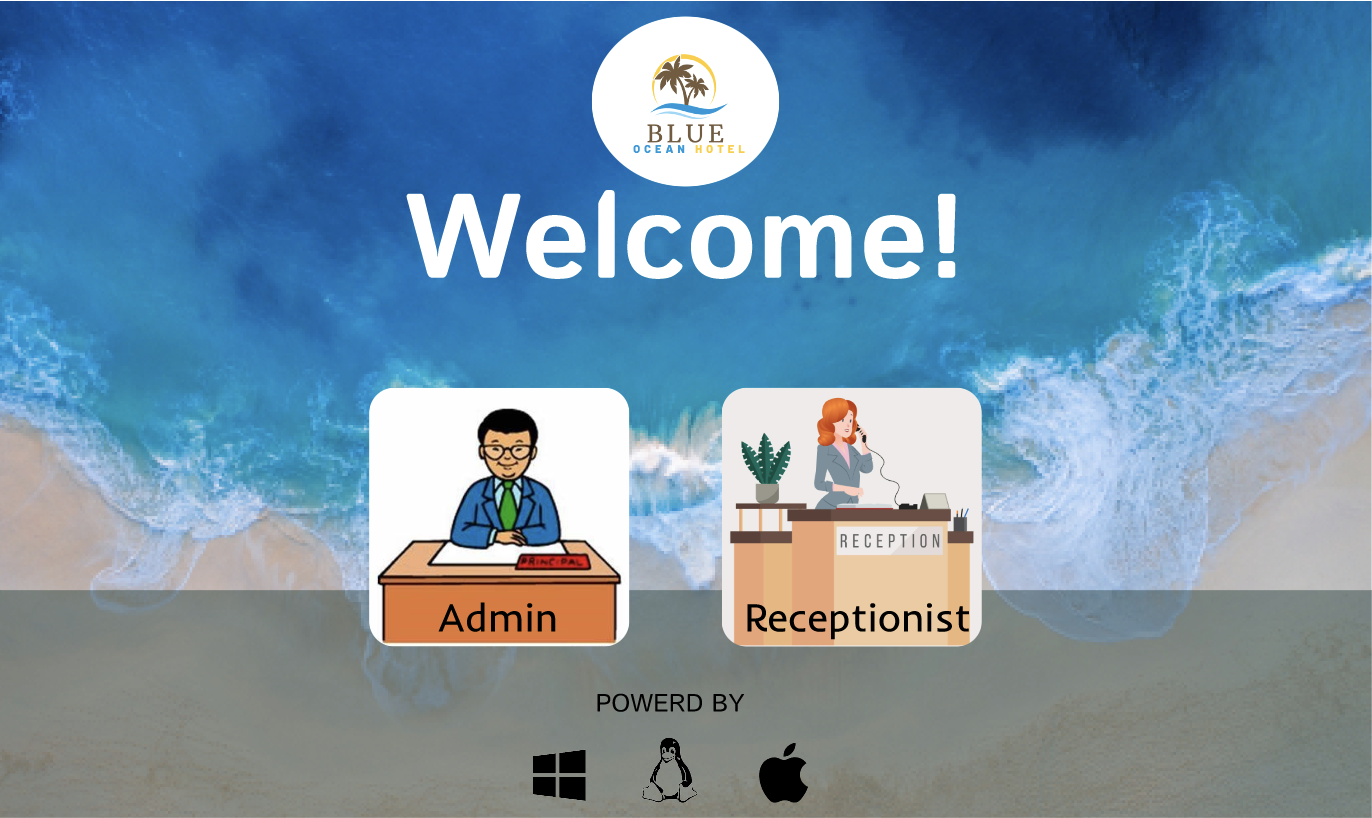 BLUE
OCEAN HOTEL
Welcome!
PRINCIPAL
RECEPTION
Admin
Receptionist
POWERD BY